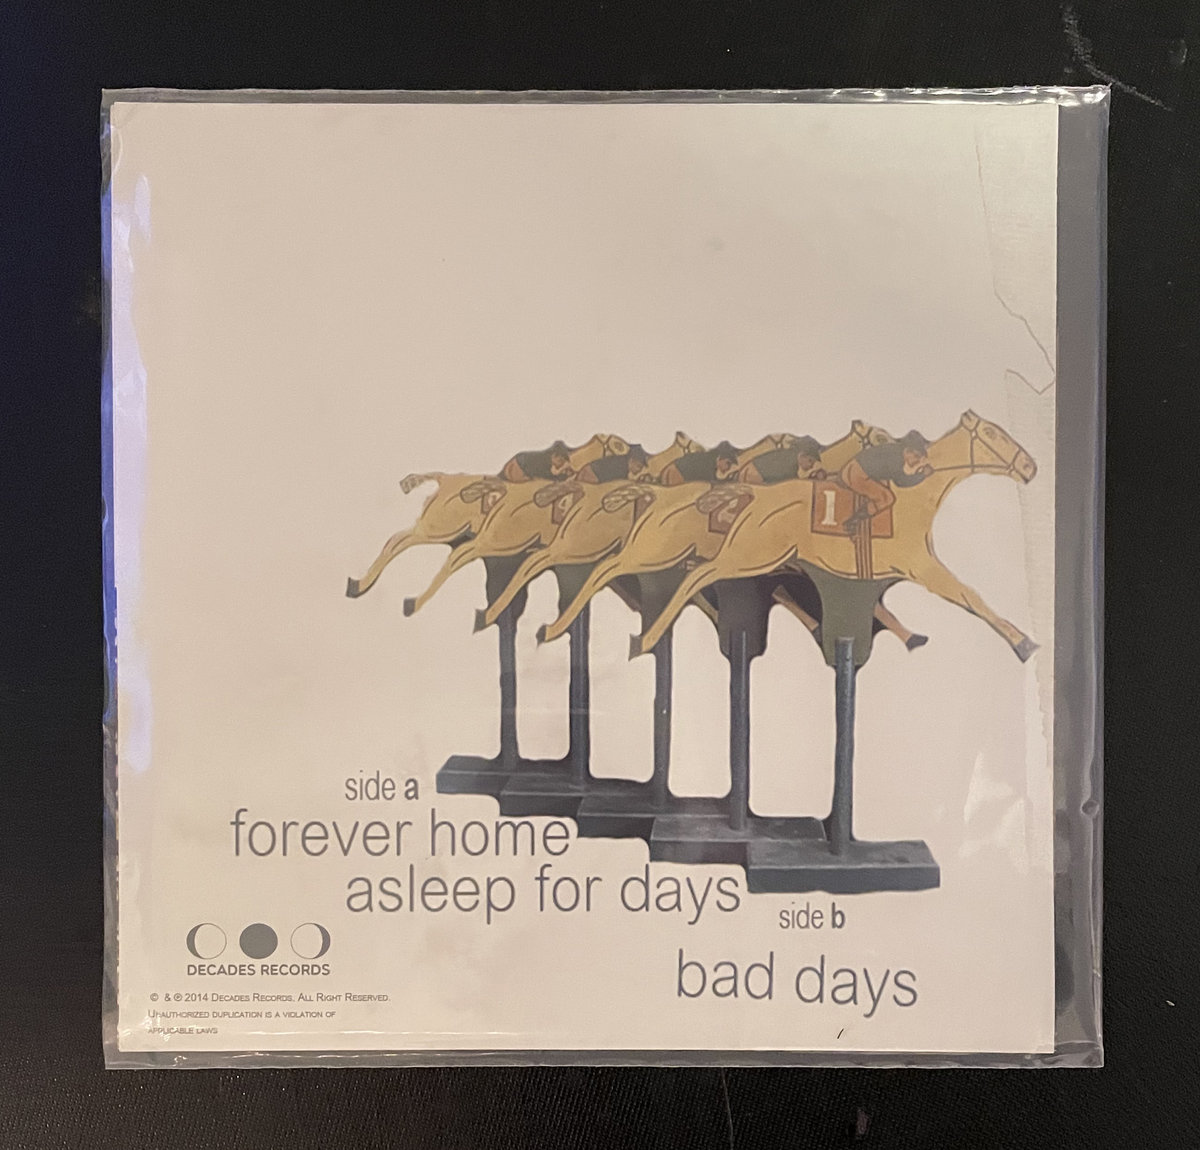 2
1
side a
forever home
asleep for days
side b
bad days
DECADES RECORDS
© & ℗ 2014 DECADES RECORDS. ALL RIGHT RESERVED.
UNAUTHORIZED DUPLICATION IS A VIOLATION OF
APPLICABLE LAWS